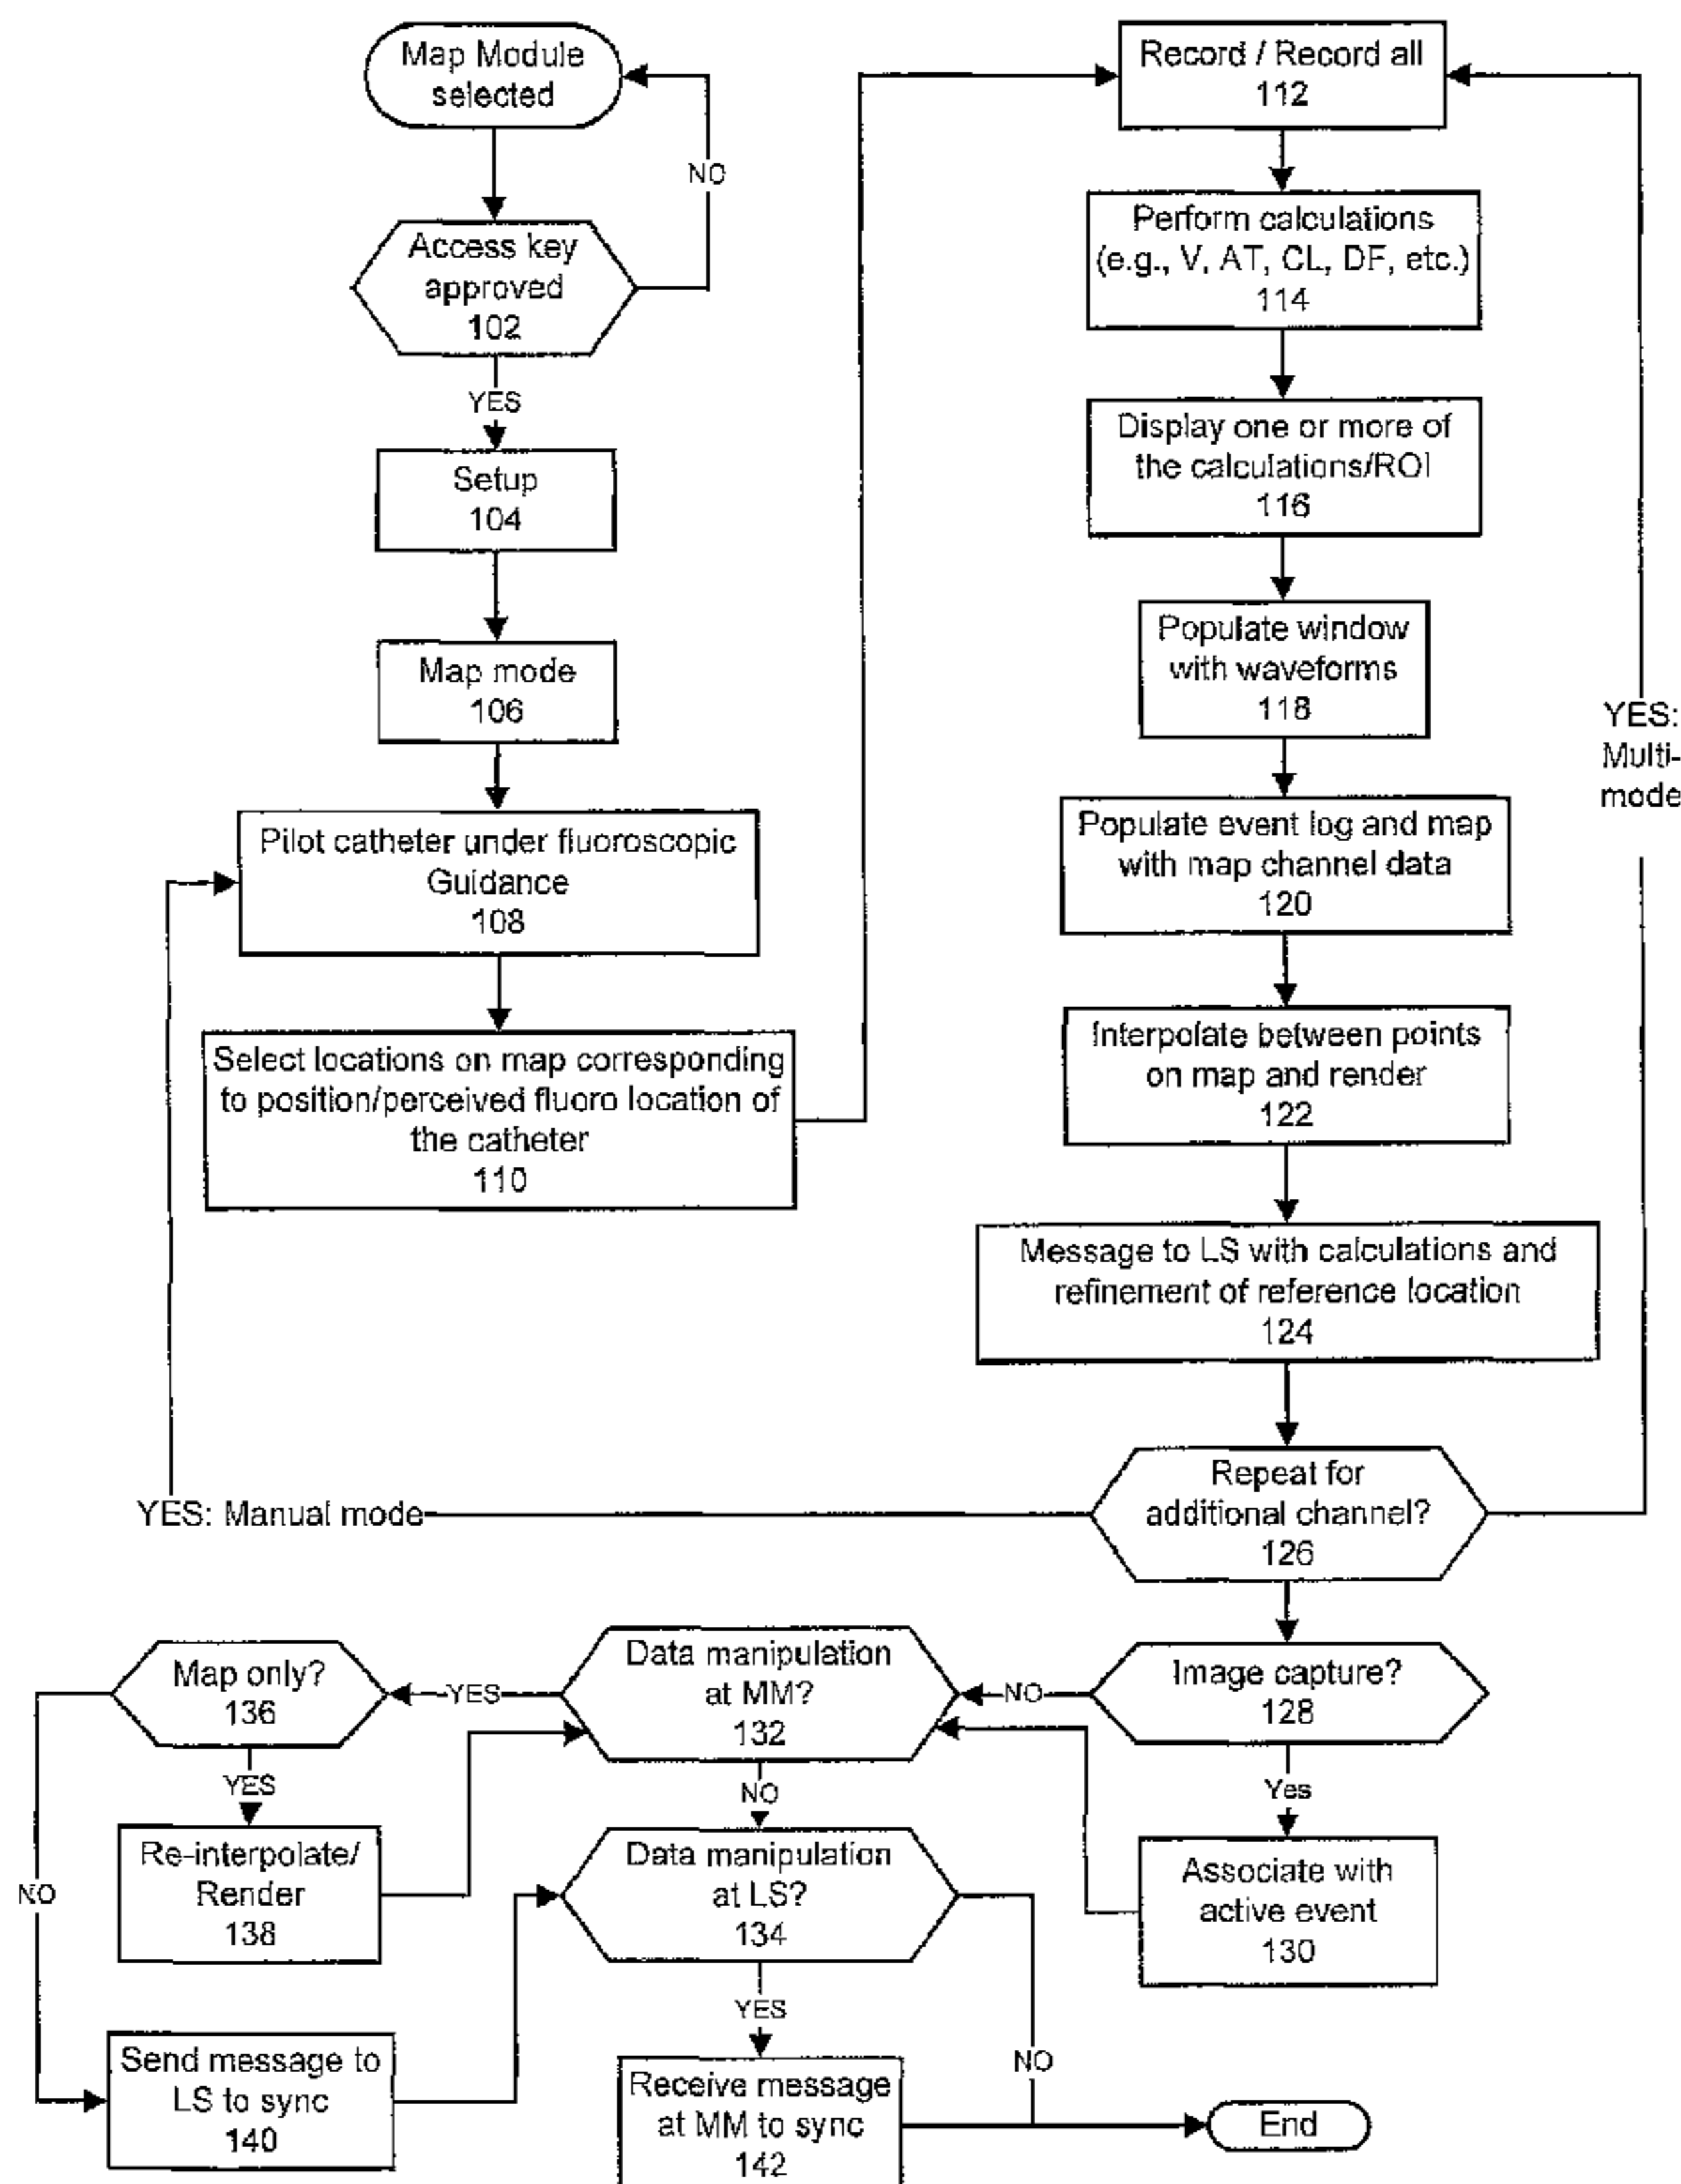 Map Module
selected
NO
Access key
approved
102
YES
Setup
104
Map mode
106
Pilot catheter under fluoroscopic
Guidance
108
Select locations on map corresponding
to position/perceived fluoro location of
the catheter
110
Record / Record all
112
Perform calculations
(e.g., V, AT, CL, DF, etc.)
114
Display one or more of
the calculations/ROI
116
Populate window
with waveforms
118
YES:
Multi-
mode
Populate event log and map
with map channel data
120
Interpolate between points
on map and render
122
Message to LS with calculations and
refinement of reference location
124
Repeat for
additional channel?
126
YES: Manual mode
Image capture?
128
NO
Yes
Associate with
active event
130
Data manipulation
at MM?
132
YES
NO
Map only?
136
YES
NO
Re-interpolate/
Render
138
Data manipulation
at LS?
134
YES
NO
Send message to
LS to sync
140
Receive message
at MM to sync
142
End